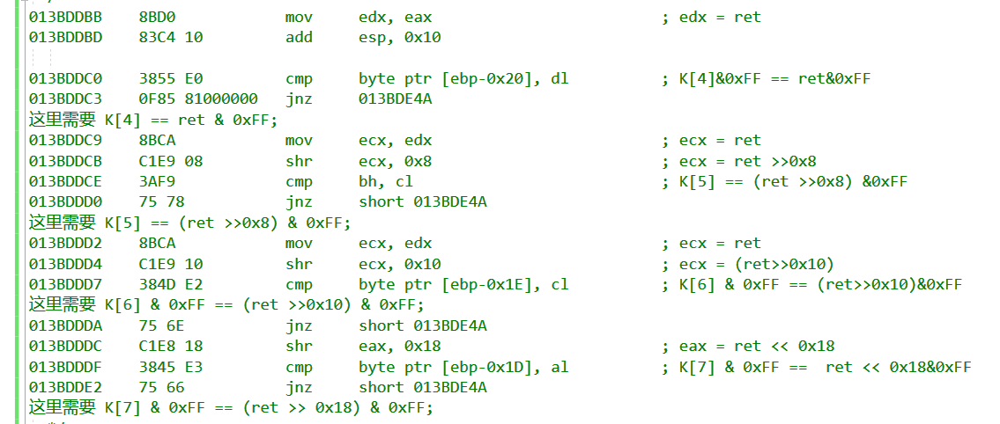 013BDDBB 8BD0 mov edx, eax ; edx = ret
013BDDBD 83C4 10 add esp, 0x10
013BDDC0 3855 E0 cmp byte ptr [ebp-0x20], dl ; K[4]&0xFF == ret&0xFF
013BDDC3 0F85 81000000 jnz 013BDE4A
这里需要 K[4] == ret & 0xFF;
013BDDC9 8BCA mov ecx, edx ; ecx = ret
013BDDCB C1E9 08 shr ecx, 0x8 ; ecx = ret >>0x8
013BDDCE 3AF9 cmp bh, cl ; K[5] == (ret >>0x8) &0xFF
013BDDD0 75 78 jnz short 013BDE4A
这里需要 K[5] == (ret >>0x8) & 0xFF;
013BDDD2 8BCA mov ecx, edx ; ecx = ret
013BDDD4 C1E9 10 shr ecx, 0x10 ; ecx = (ret>>0x10)
013BDDD7 384D E2 cmp byte ptr [ebp-0x1E], cl ; K[6] & 0xFF == (ret>>0x10)&0xFF
这里需要 K[6] & 0xFF == (ret >>0x10) & 0xFF;
013BDDDA 75 6E jnz short 013BDE4A
013BDDDC C1E8 18 shr eax, 0x18 ; eax = ret << 0x18
013BDDDF 3845 E3 cmp byte ptr [ebp-0x1D], al ; K[7] & 0xFF == ret << 0x18&0xFF
013BDDE2 75 66 jnz short 013BDE4A
这里需要 K[7] & 0xFF == (ret >> 0x18) & 0xFF;